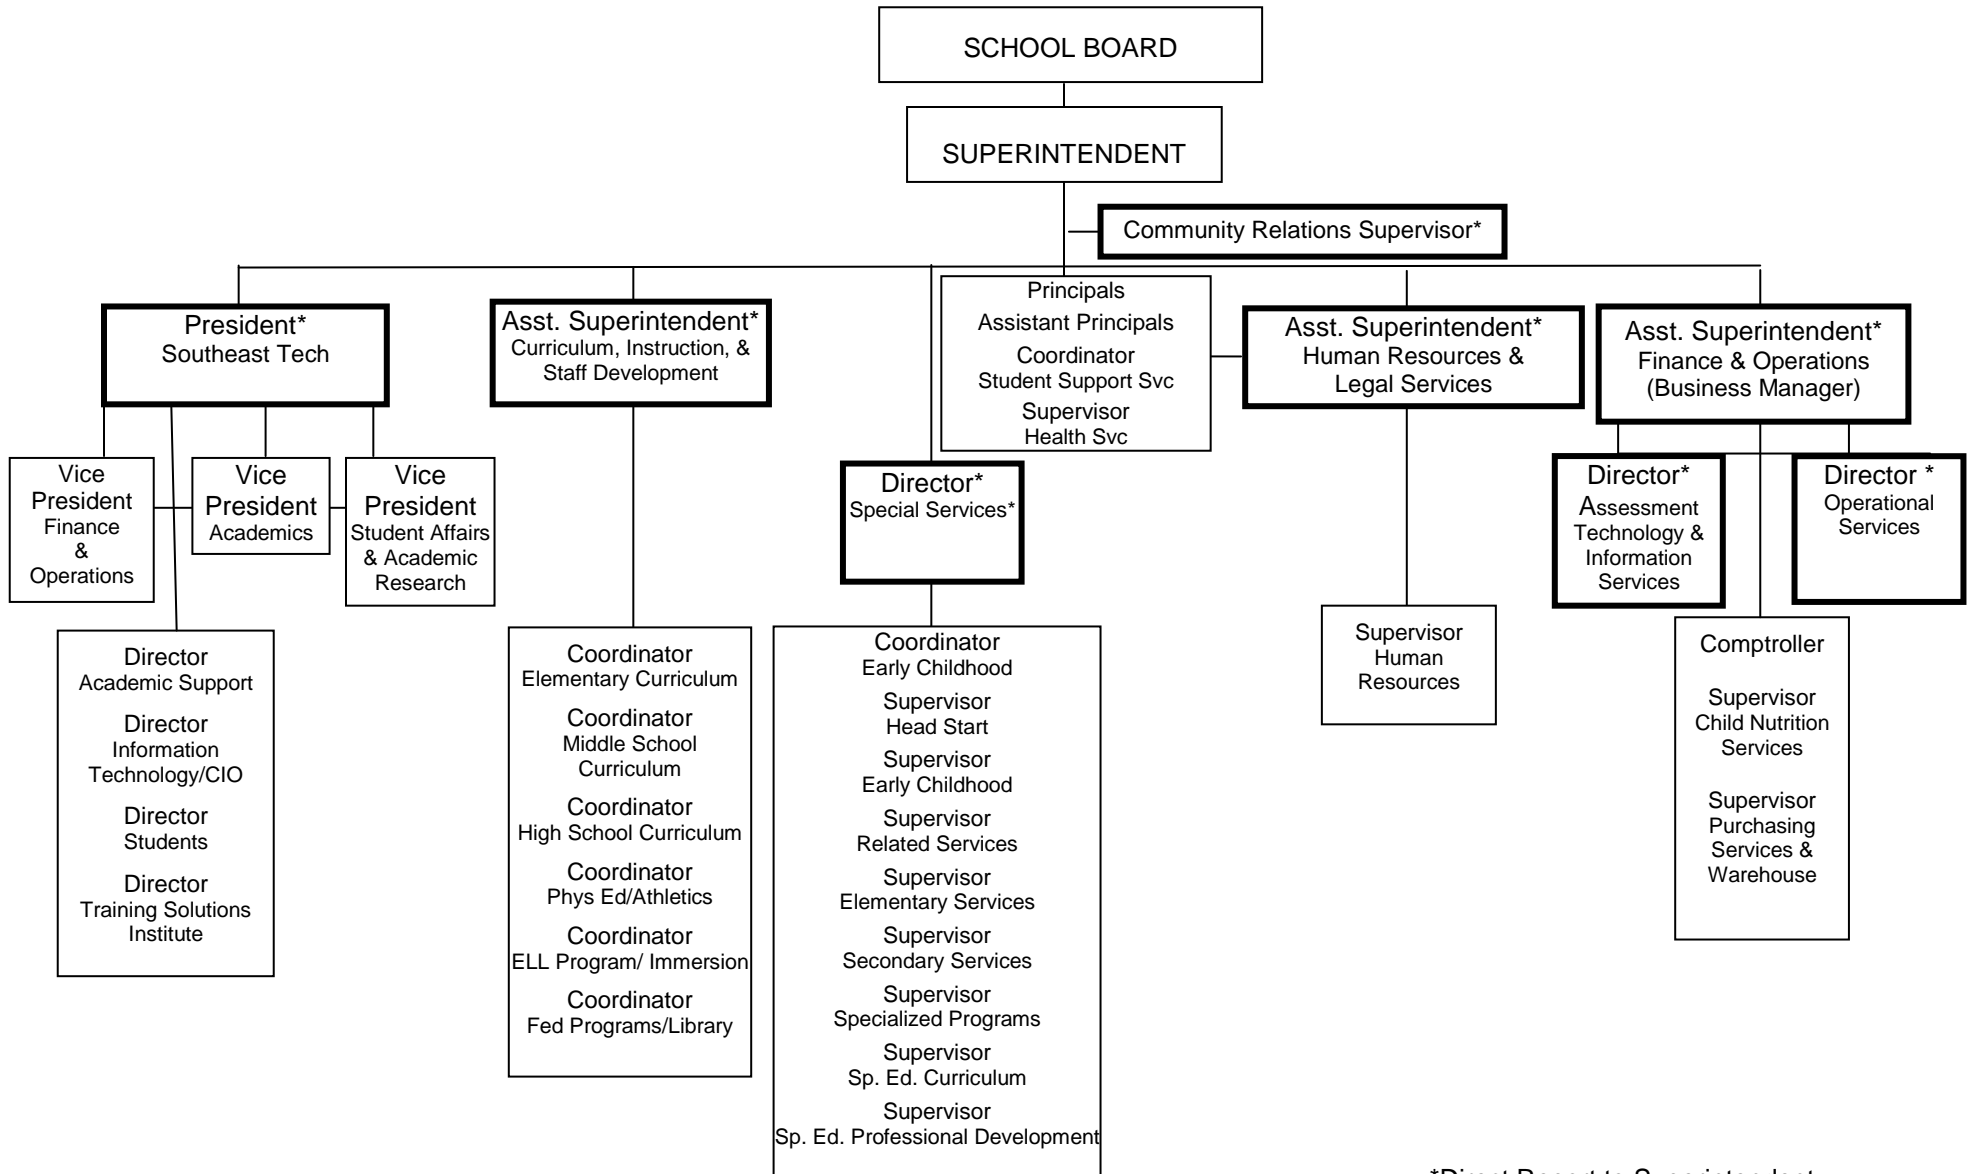 SCHOOL BOARD
SUPERINTENDENT
Community Relations Supervisor*
President*
Southeast Tech
Asst. Superintendent*
Curriculum, Instruction, &
Staff Development
Principals
Assistant Principals
Coordinator
Student Support Svc
Supervisor
Health Svc
Asst. Superintendent*
Human Resources &
Legal Services
Asst. Superintendent*
Finance & Operations
(Business Manager)
Vice
President
Finance
&
Operations
Vice
President
Academics
Vice
President
Student Affairs
& Academic
Research
Director*
Special Services*
Director*
Assessment
Technology &
Information
Services
Director *
Operational
Services
Director
Academic Support
Director
Information
Technology/CIO
Director
Students
Director
Training Solutions
Institute
Coordinator
Elementary Curriculum
Coordinator
Middle School
Curriculum
Coordinator
High School Curriculum
Coordinator
Phys Ed/Athletics
Coordinator
ELL Program/ Immersion
Coordinator
Fed Programs/Library
Coordinator
Early Childhood
Supervisor
Head Start
Supervisor
Early Childhood
Supervisor
Related Services
Supervisor
Elementary Services
Supervisor
Secondary Services
Supervisor
Specialized Programs
Supervisor
Sp. Ed. Curriculum
Supervisor
Sp. Ed. Professional Development
Supervisor
Human
Resources
Comptroller
Supervisor
Child Nutrition
Services
Supervisor
Purchasing
Services &
Warehouse
*Direct Report to Superintendent